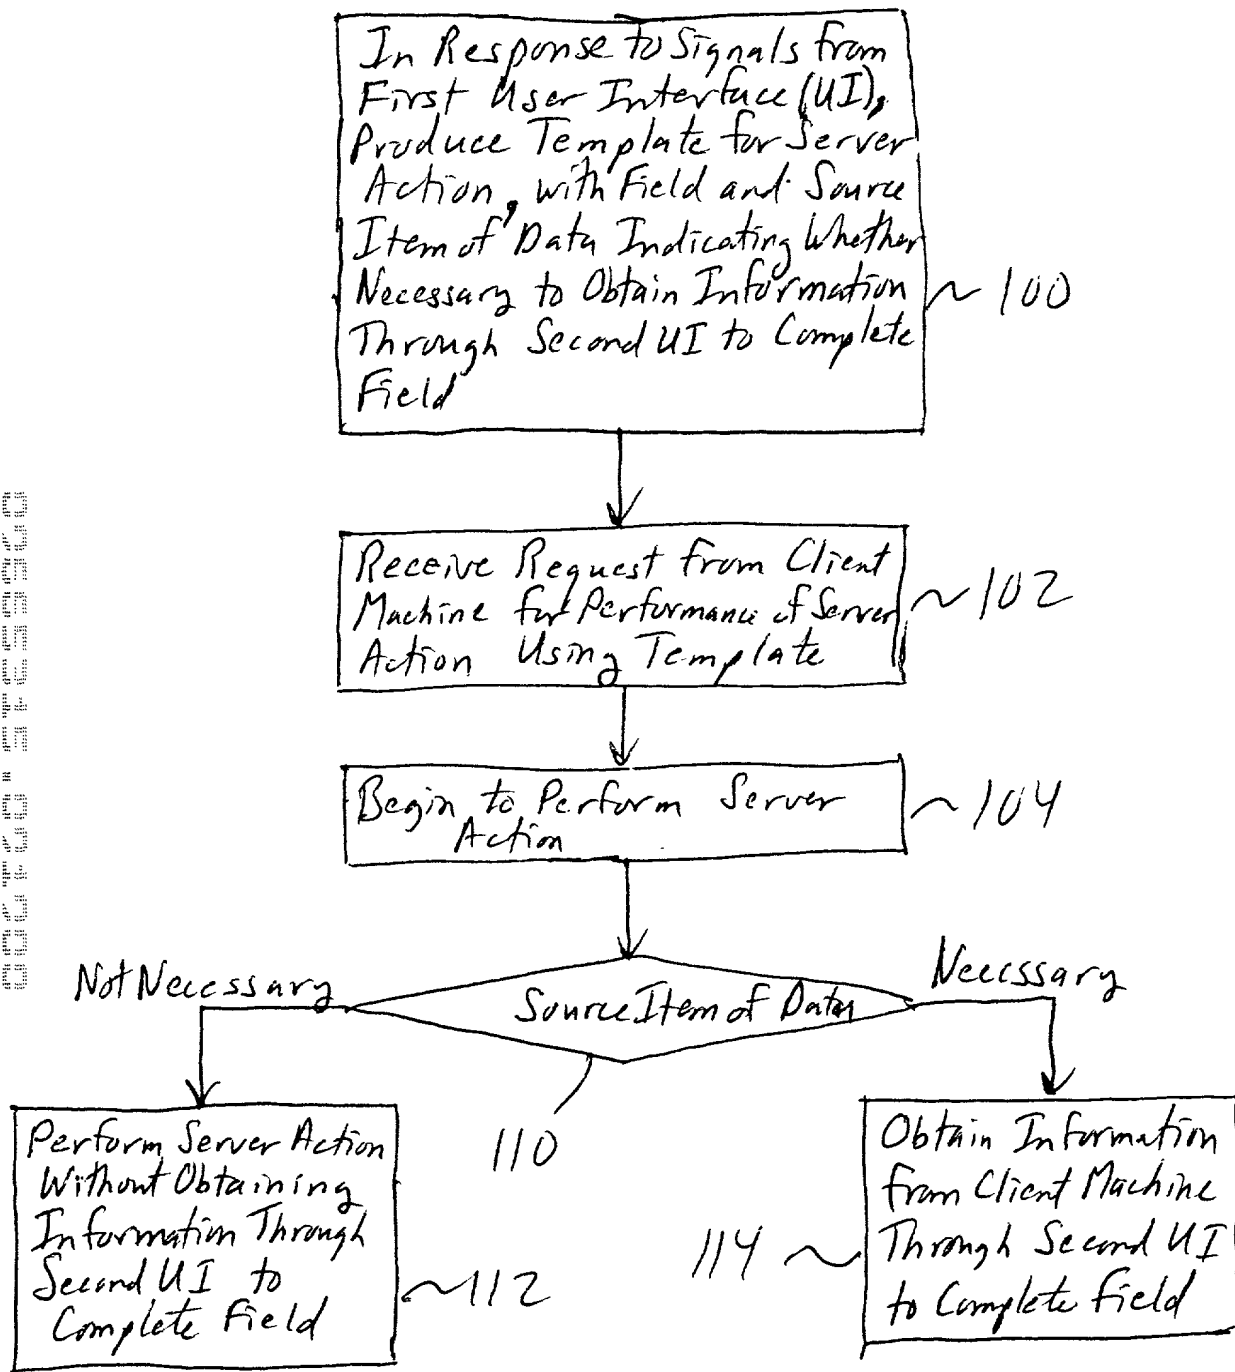 In Response to Signals from
First User Interface (UI),
Produce Template for Server
Action, with Field and Source
Item of Data Indicating Whether
Necessary to Obtain Information
Through Second UI to Complete
Field
~ 100
Receive Request from Client
Machine for Performance of Server
Action Using Template
~ 102
Begin to Perform Server
Action
~ 104
Not Necessary
Necessary
Source Item of Data
110
Perform Server Action
Without Obtaining
Information Through
Second UI to
Complete Field
~ 112
Obtain Information
from Client Machine
Through Second UI
to Complete Field
114 ~